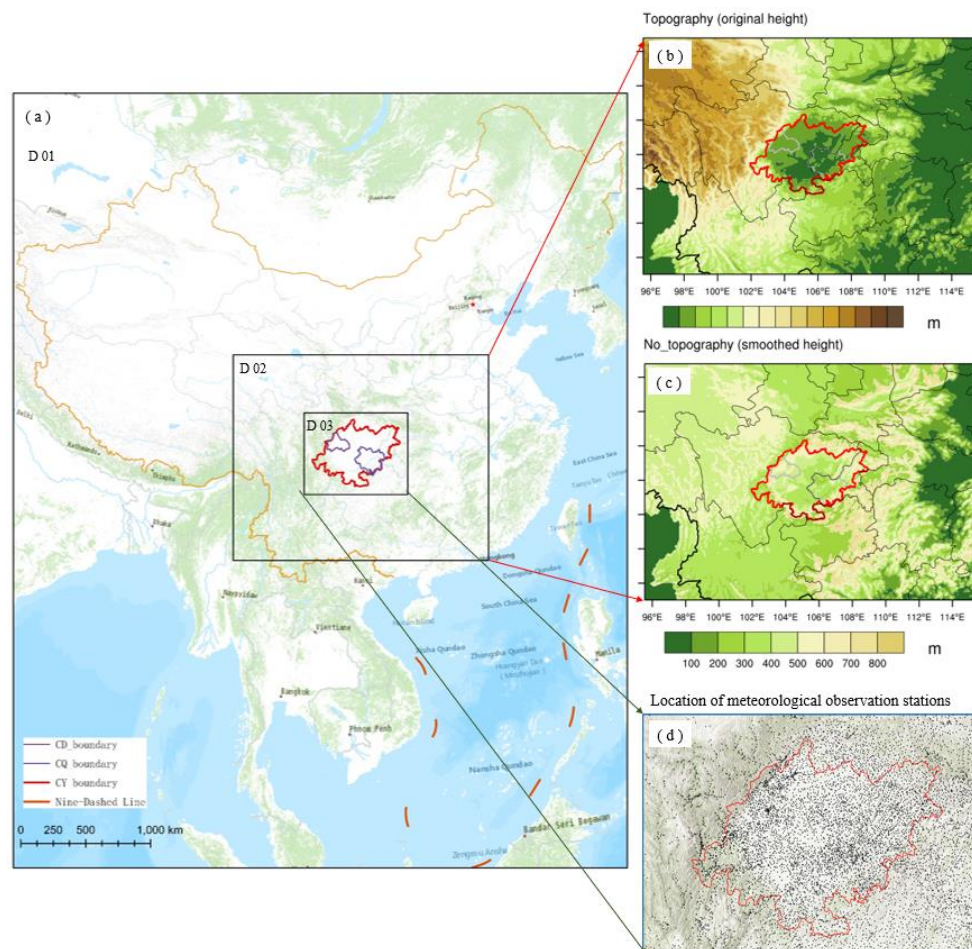 Topography (original height)
( a )
D 01
D 02
D 03
Beijing
Kathmandu
Thimphu
Dhaka
Hanoi
Vientiane
Bangkok
Phnom Penh
Manila
Bandar Seri Begawan
Yellow Sea
East China Sea
South China Sea
Dongsha Qundao
Xisha Qundao
Zhongsha Qundao
Huangyan Dao
Nansha Qundao
Zengmu Ansha
CD_boundary
CQ boundary
CY boundary
Nine-Dashed Line
0 250 500 1,000 km
( b )
96°E 98°E 100°E 102°E 104°E 106°E 108°E 110°E 112°E 114°E
m
No_topography (smoothed height)
( c )
96°E 98°E 100°E 102°E 104°E 106°E 108°E 110°E 112°E 114°E
100 200 300 400 500 600 700 800 m
Location of meteorological observation stations
( d )